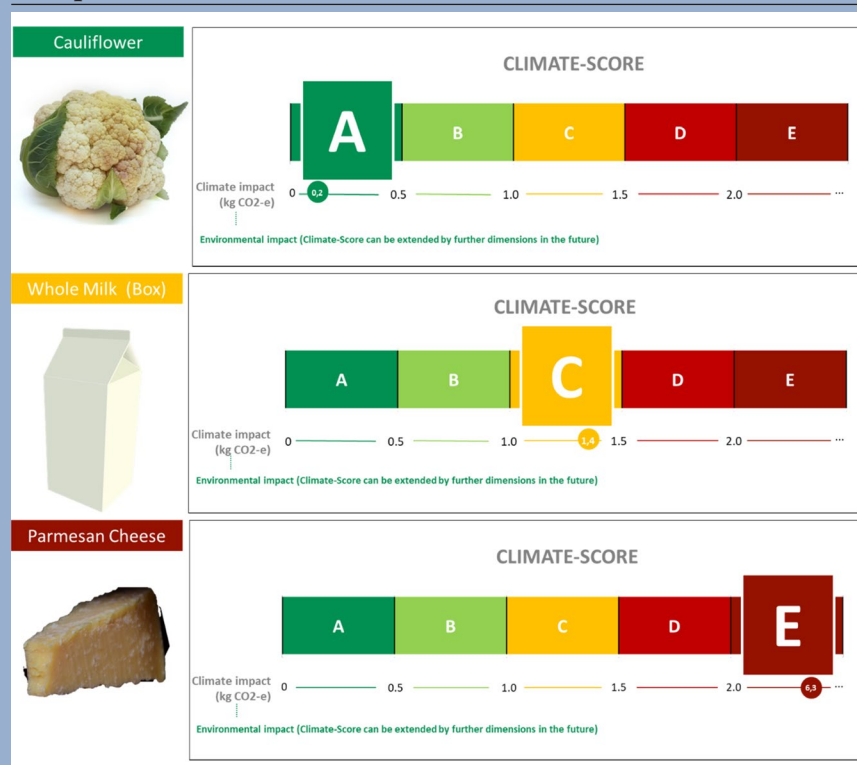 Cauliflower
CLIMATE-SCORE
A B C D E
Climate impact
(kg CO2-e)
0 0,2 0.5 1.0 1.5 2.0 ...
Environmental impact (Climate-Score can be extended by further dimensions in the future)
Whole Milk (Box)
CLIMATE-SCORE
A B C D E
Climate impact
(kg CO2-e)
0 0.5 1.0 1,4 1.5 2.0 ...
Environmental impact (Climate-Score can be extended by further dimensions in the future)
Parmesan Cheese
CLIMATE-SCORE
A B C D E
Climate impact
(kg CO2-e)
0 0.5 1.0 1.5 2.0 6,3 ...
Environmental impact (Climate-Score can be extended by further dimensions in the future)